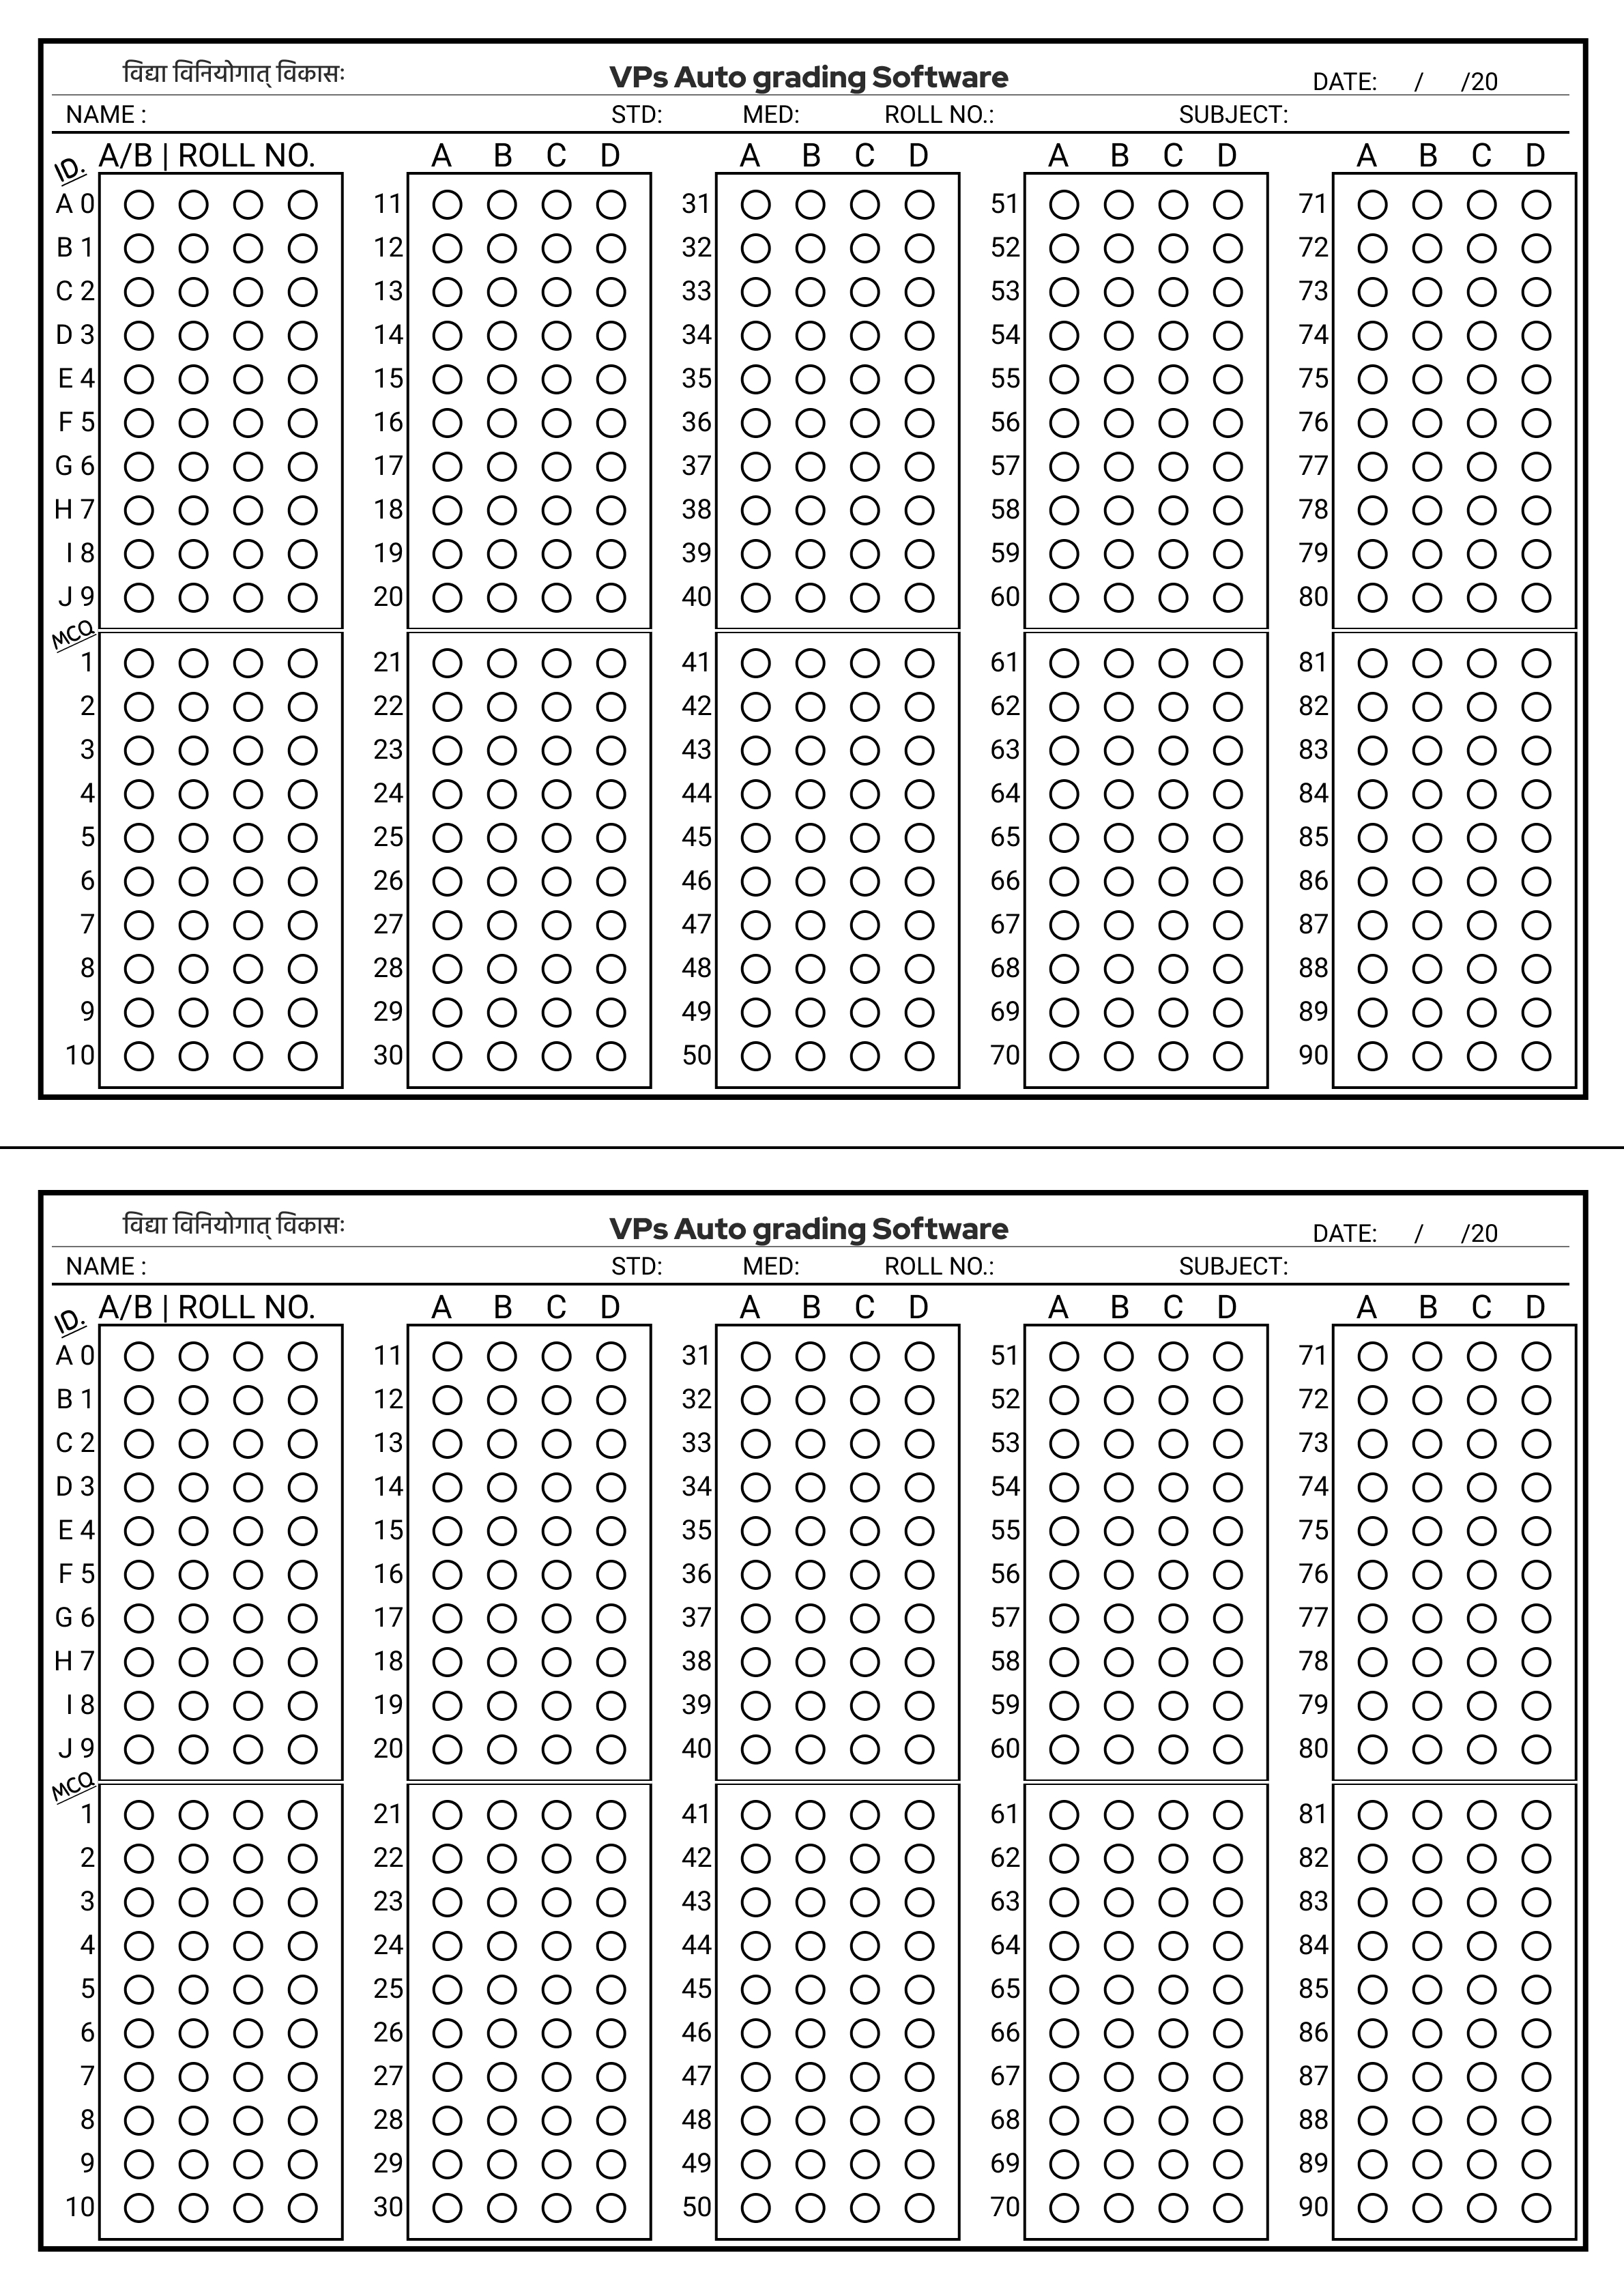 विद्या विनियोगात् विकासः VPs Auto grading Software DATE: / /20
NAME : STD: MED: ROLL NO.: SUBJECT:
ID. A/B | ROLL NO. A B C D A B C D A B C D A B C D
A 0 11 31 51 71
B 1 12 32 52 72
C 2 13 33 53 73
D 3 14 34 54 74
E 4 15 35 55 75
F 5 16 36 56 76
G 6 17 37 57 77
H 7 18 38 58 78
I 8 19 39 59 79
J 9 20 40 60 80
MCQ
1 21 41 61 81
2 22 42 62 82
3 23 43 63 83
4 24 44 64 84
5 25 45 65 85
6 26 46 66 86
7 27 47 67 87
8 28 48 68 88
9 29 49 69 89
10 30 50 70 90
विद्या विनियोगात् विकासः VPs Auto grading Software DATE: / /20
NAME : STD: MED: ROLL NO.: SUBJECT:
ID. A/B | ROLL NO. A B C D A B C D A B C D A B C D
A 0 11 31 51 71
B 1 12 32 52 72
C 2 13 33 53 73
D 3 14 34 54 74
E 4 15 35 55 75
F 5 16 36 56 76
G 6 17 37 57 77
H 7 18 38 58 78
I 8 19 39 59 79
J 9 20 40 60 80
MCQ
1 21 41 61 81
2 22 42 62 82
3 23 43 63 83
4 24 44 64 84
5 25 45 65 85
6 26 46 66 86
7 27 47 67 87
8 28 48 68 88
9 29 49 69 89
10 30 50 70 90